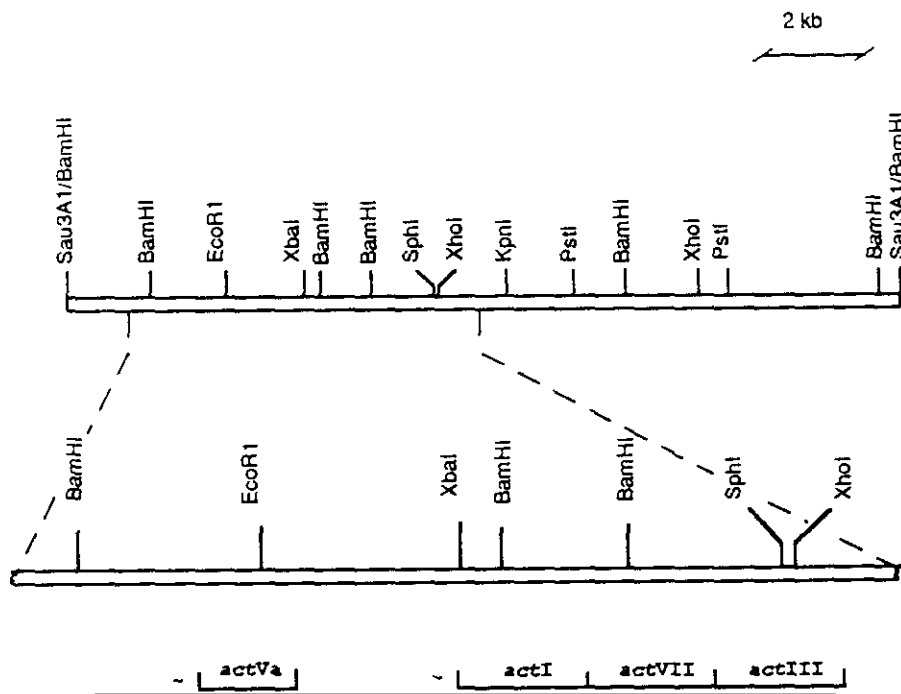 2 kb
Sau3A1/BamHI
BamHI
EcoR1
XbaI
BamHI
BamHI
SphI
XhoI
KpnI
PstI
BamHI
XhoI
PstI
BamHI
Sau3A1/BamHI
BamHI
EcoR1
XbaI
BamHI
BamHI
SphI
XhoI
~ actVa ~ actI actVII actIII